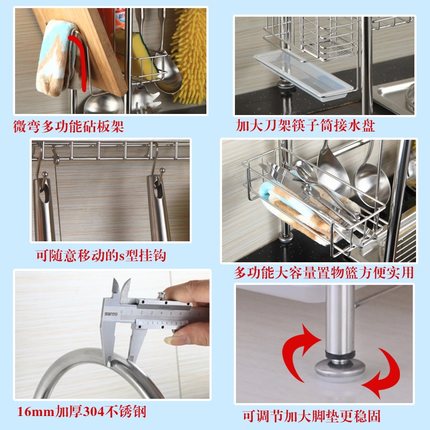 微弯多功能砧板架
加大刀架筷子筒接水盘
可随意移动的s型挂钩
多功能大容量置物篮方便实用
16mm加厚304不锈钢
可调节加大脚垫更稳固